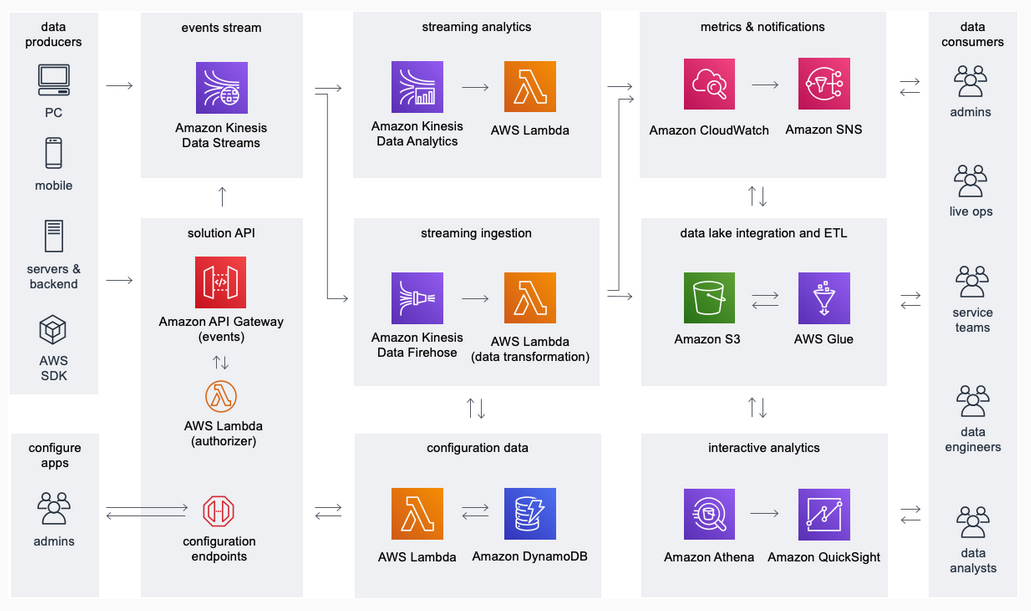 data
producers
PC
mobile
servers &
backend
AWS
SDK
configure
apps
admins
events stream
Amazon Kinesis
Data Streams
solution API
Amazon API Gateway
(events)
AWS Lambda
(authorizer)
configuration
endpoints
streaming analytics
Amazon Kinesis
Data Analytics
AWS Lambda
streaming ingestion
Amazon Kinesis
Data Firehose
AWS Lambda
(data transformation)
configuration data
AWS Lambda
Amazon DynamoDB
metrics & notifications
Amazon CloudWatch
Amazon SNS
data lake integration and ETL
Amazon S3
AWS Glue
interactive analytics
Amazon Athena
Amazon QuickSight
data
consumers
admins
live ops
service
teams
data
engineers
data
analysts